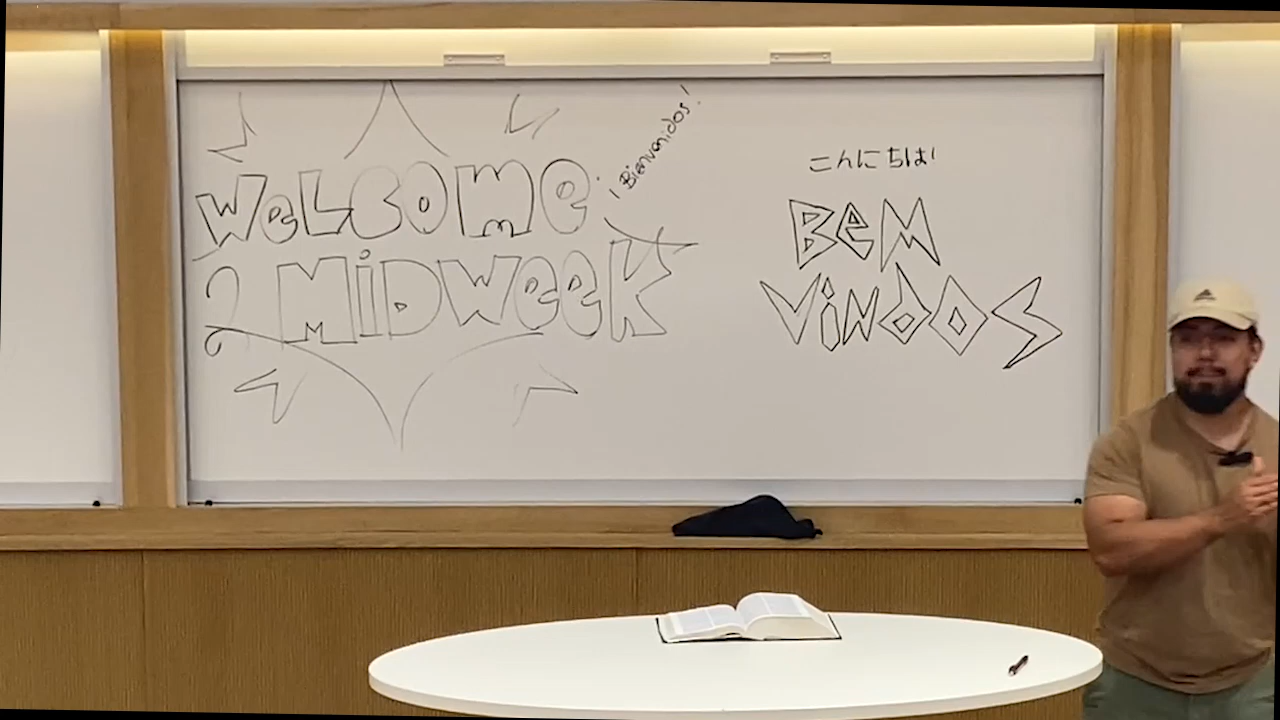 WeLCOMe
2 MiDWeeK
¡Bienvenidos!
こんにちは!
BeM
ViNDOS